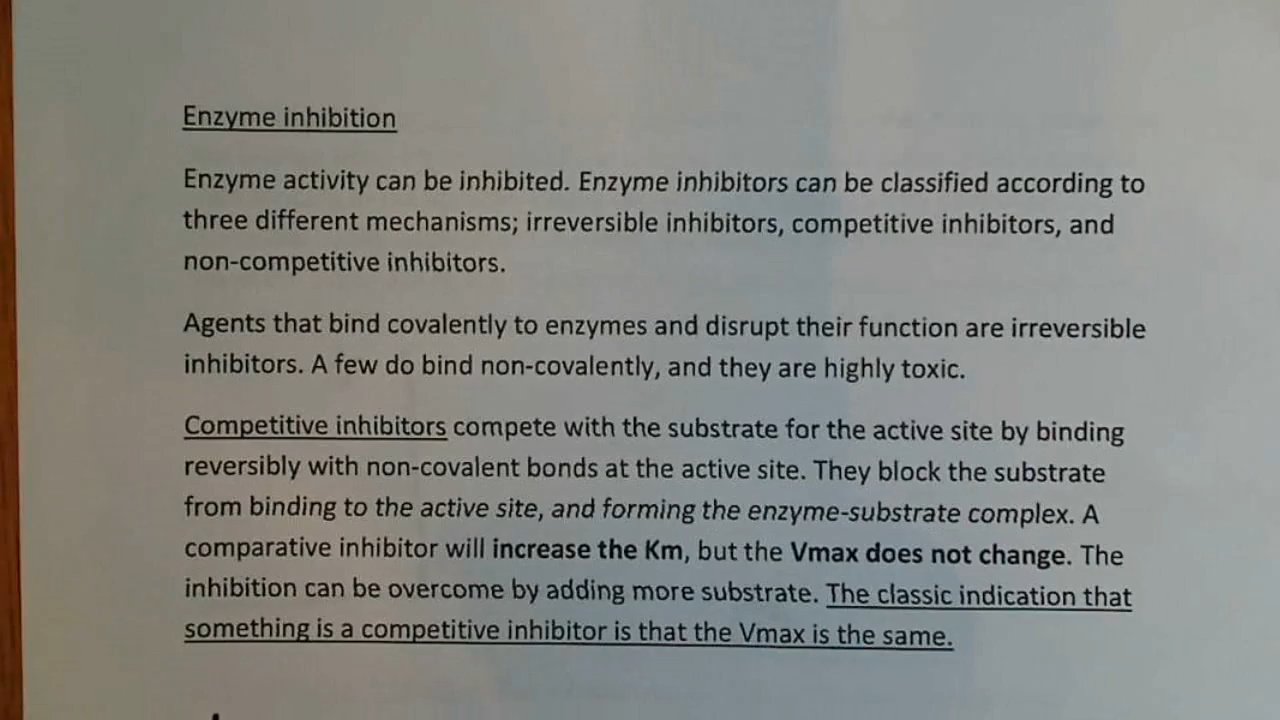 Enzyme inhibition
Enzyme activity can be inhibited. Enzyme inhibitors can be classified according to
three different mechanisms; irreversible inhibitors, competitive inhibitors, and
non-competitive inhibitors.
Agents that bind covalently to enzymes and disrupt their function are irreversible
inhibitors. A few do bind non-covalently, and they are highly toxic.
Competitive inhibitors compete with the substrate for the active site by binding
reversibly with non-covalent bonds at the active site. They block the substrate
from binding to the active site, and forming the enzyme-substrate complex. A
comparative inhibitor will increase the Km, but the Vmax does not change. The
inhibition can be overcome by adding more substrate. The classic indication that
something is a competitive inhibitor is that the Vmax is the same.